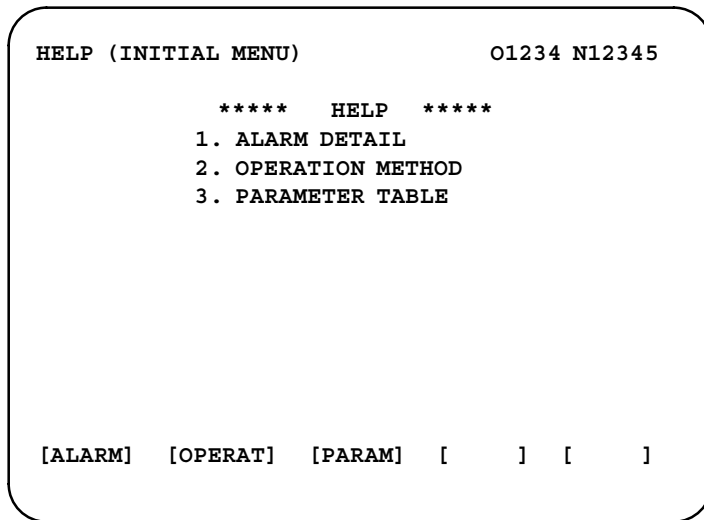 HELP (INITIAL MENU) O1234 N12345
***** HELP *****
1. ALARM DETAIL
2. OPERATION METHOD
3. PARAMETER TABLE
[ALARM] [OPERAT] [PARAM] [ ] [ ]